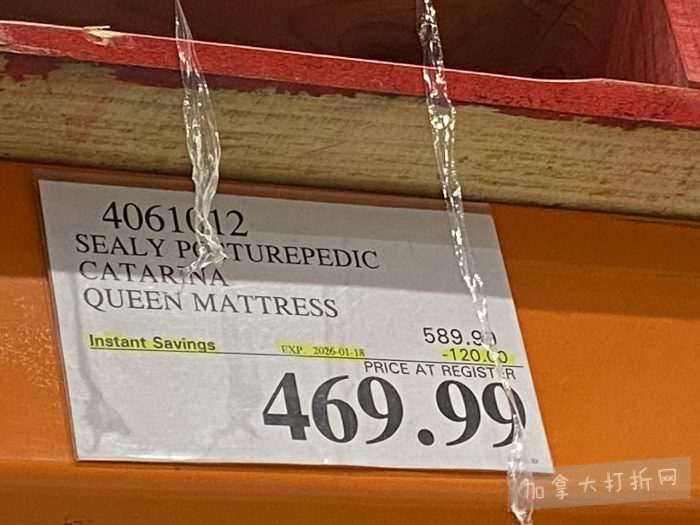 4061012
SEALY POSTUREPEDIC
CATARINA
QUEEN MATTRESS
589.99
Instant Savings EXP. 2026-01-18 -120.00
PRICE AT REGISTER
469.99
加拿大打折网